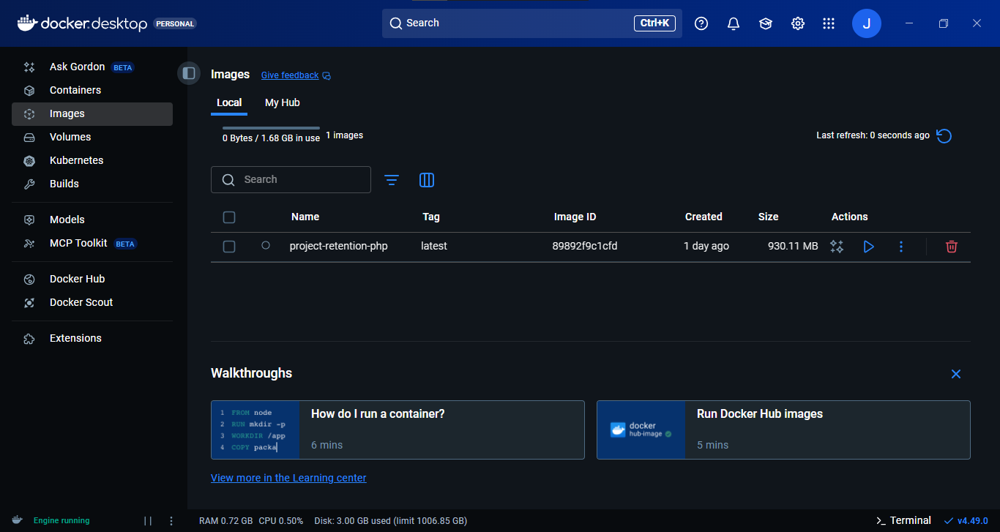 docker desktop PERSONAL
Search
Ctrl+K
J
Ask Gordon BETA
Containers
Images
Volumes
Kubernetes
Builds
Models
MCP Toolkit BETA
Docker Hub
Docker Scout
Extensions
Images Give feedback
Local My Hub
0 Bytes / 1.68 GB in use 1 images
Last refresh: 0 seconds ago
Search
Name Tag Image ID Created Size Actions
project-retention-php latest 89892f9c1cfd 1 day ago 930.11 MB
Walkthroughs
1 FROM node
2 RUN mkdir -p
3 WORKDIR /app
4 COPY packa
How do I run a container?
6 mins
docker
hub-image
Run Docker Hub images
5 mins
View more in the Learning center
Engine running
RAM 0.72 GB CPU 0.50% Disk: 3.00 GB used (limit 1006.85 GB)
>_ Terminal
v4.49.0